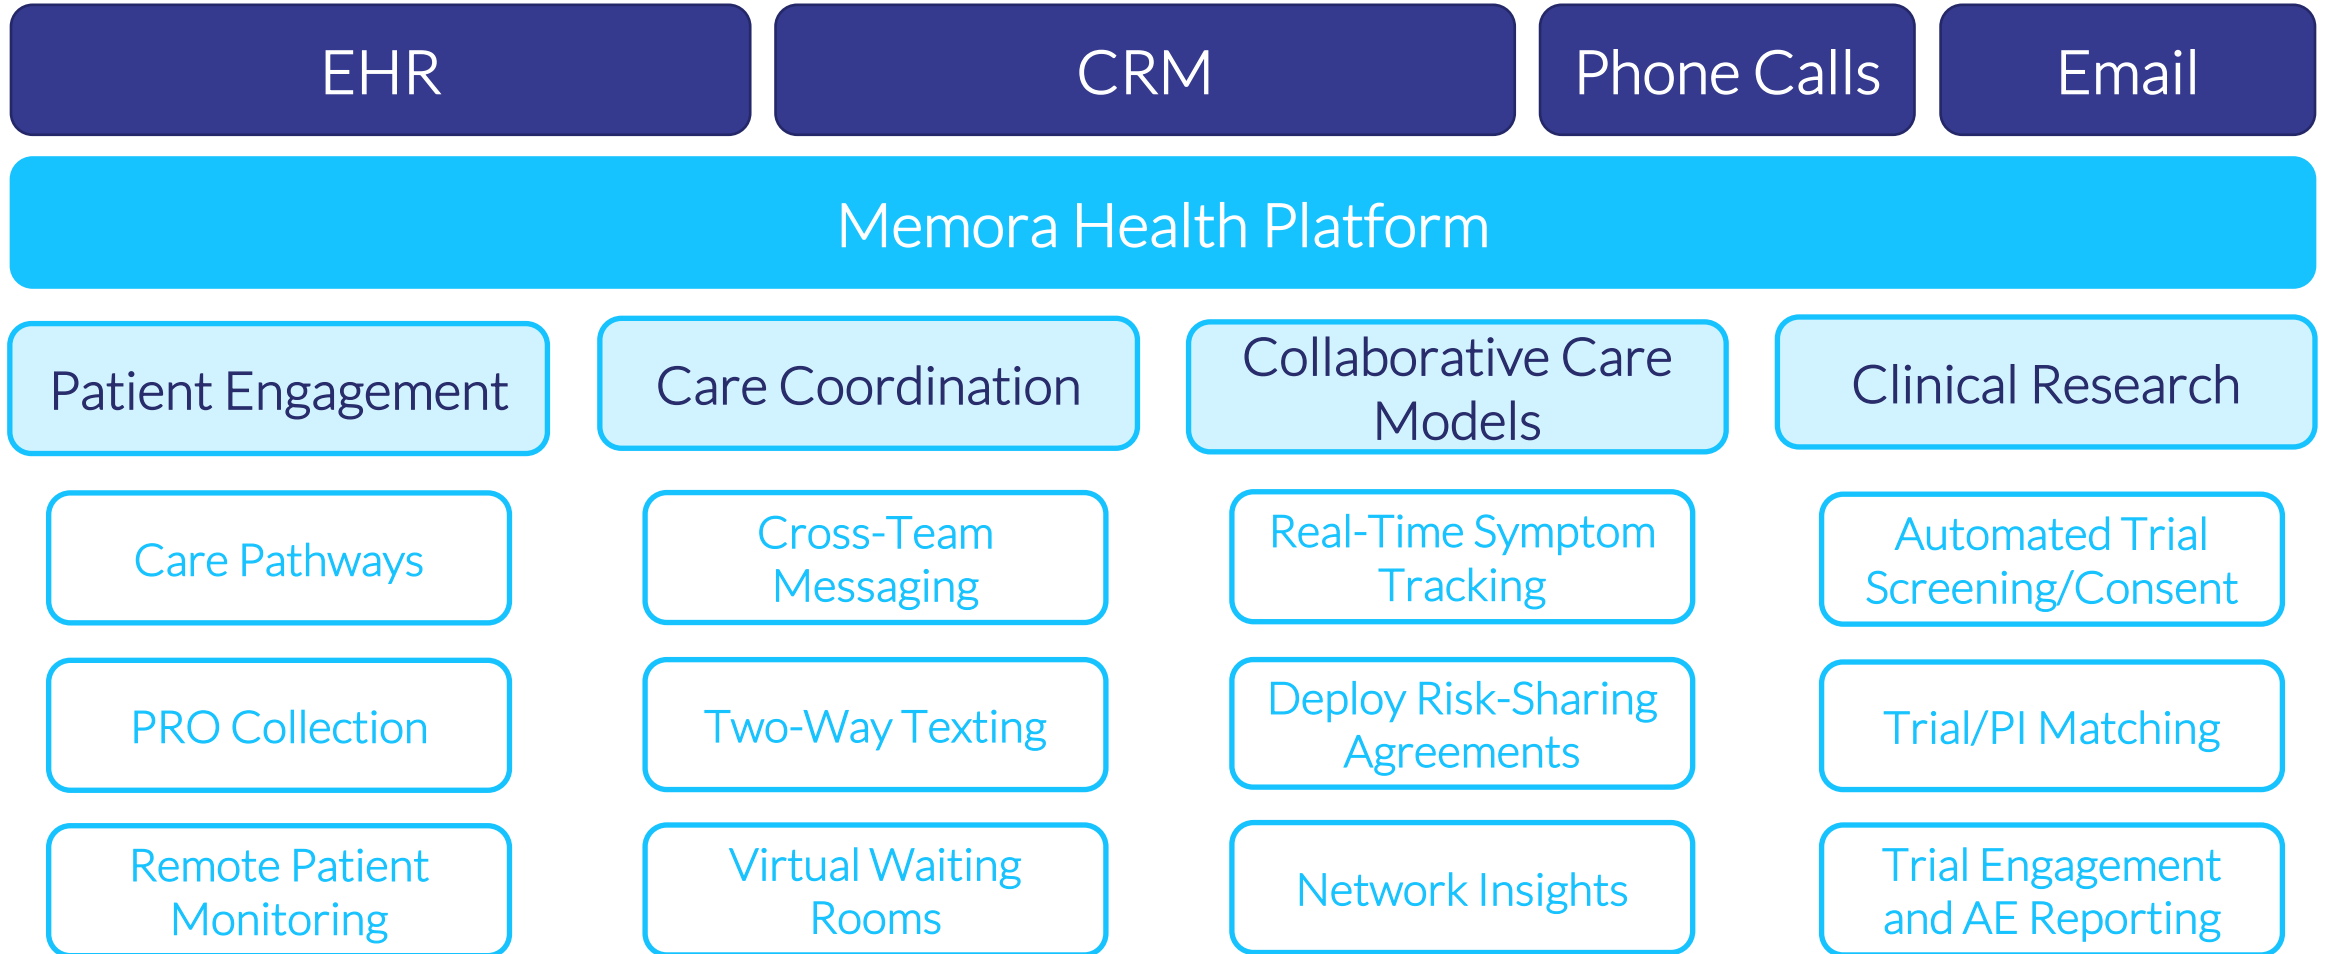 EHR
CRM
Phone Calls
Email
Memora Health Platform
Patient Engagement
Care Coordination
Collaborative Care
Models
Clinical Research
Care Pathways
Cross-Team
Messaging
Real-Time Symptom
Tracking
Automated Trial
Screening/Consent
PRO Collection
Two-Way Texting
Deploy Risk-Sharing
Agreements
Trial/PI Matching
Remote Patient
Monitoring
Virtual Waiting
Rooms
Network Insights
Trial Engagement
and AE Reporting